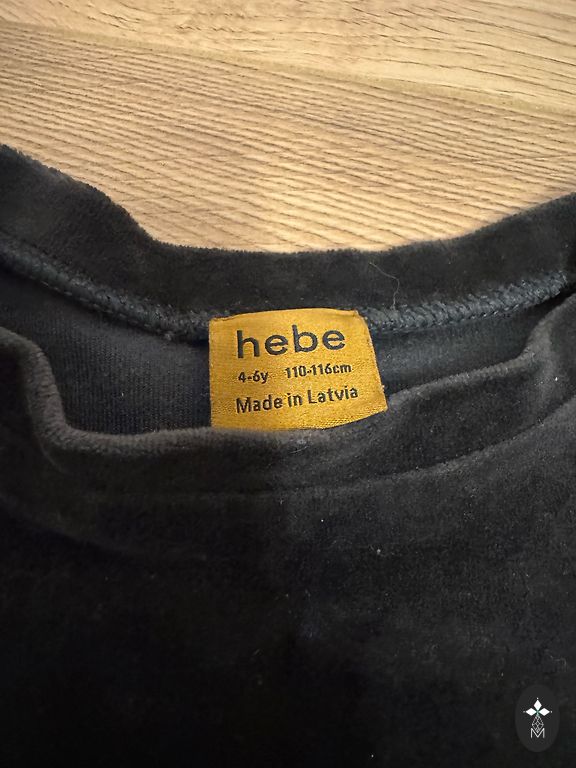 hebe
4-6y 110-116cm
Made in Latvia
M